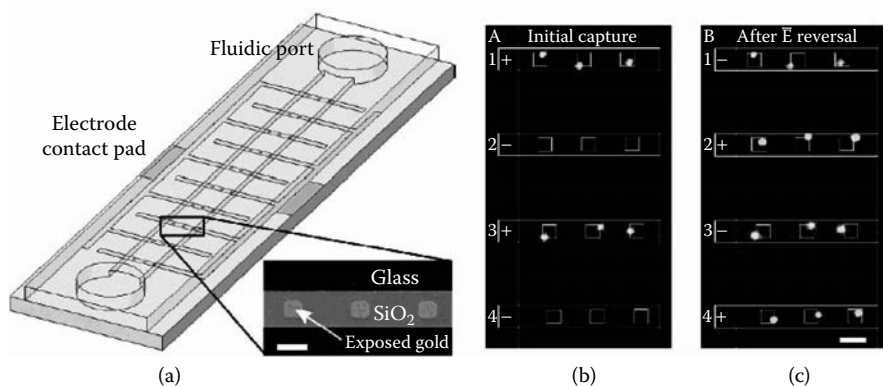 Fluidic port
Electrode
contact pad
Glass
SiO₂
Exposed gold
(a)
A Initial capture
1 +
2 −
3 +
4 −
(b)
B After E̅ reversal
1 −
2 +
3 −
4 +
(c)